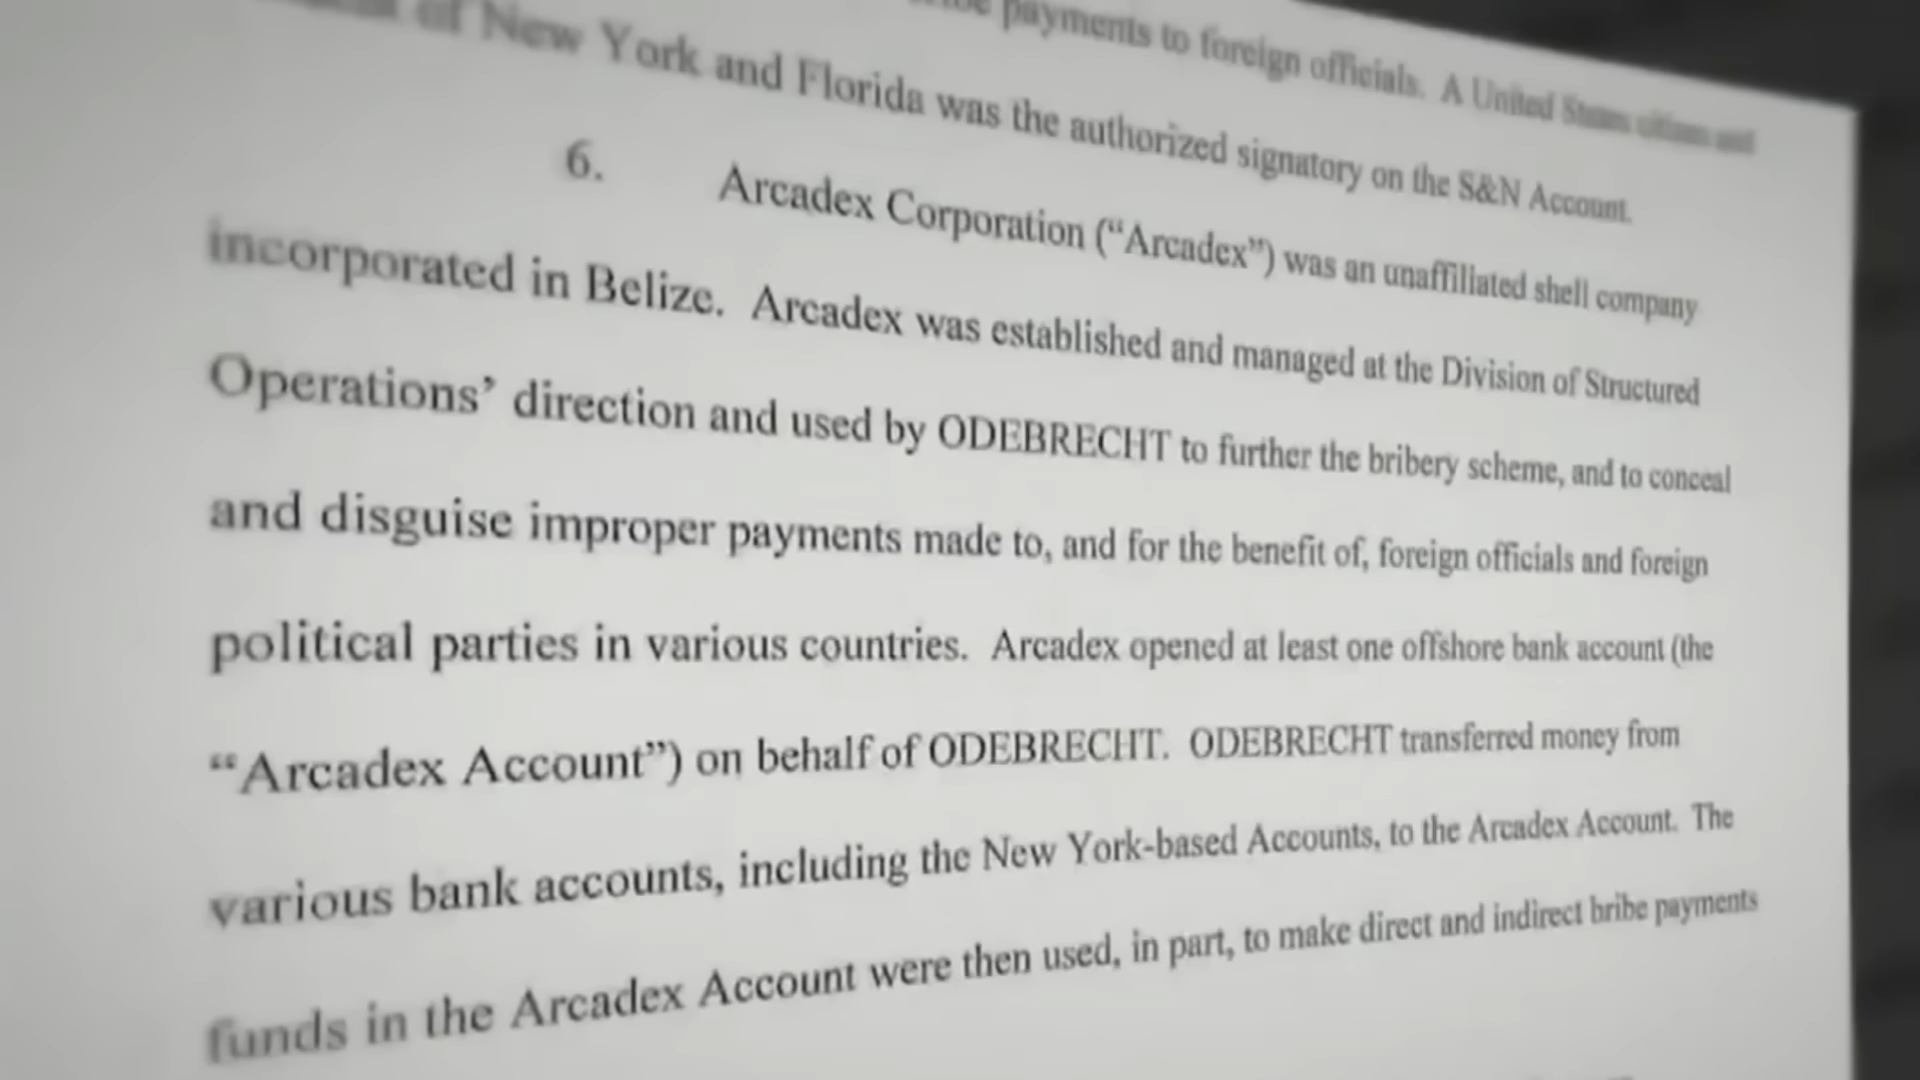 payments to foreign officials. A United States
of New York and Florida was the authorized signatory on the S&N Account.
6. Arcadex Corporation (“Arcadex”) was an unaffiliated shell company
incorporated in Belize. Arcadex was established and managed at the Division of Structured
Operations’ direction and used by ODEBRECHT to further the bribery scheme, and to conceal
and disguise improper payments made to, and for the benefit of, foreign officials and foreign
political parties in various countries. Arcadex opened at least one offshore bank account (the
“Arcadex Account”) on behalf of ODEBRECHT. ODEBRECHT transferred money from
various bank accounts, including the New York-based Accounts, to the Arcadex Account. The
funds in the Arcadex Account were then used, in part, to make direct and indirect bribe payments